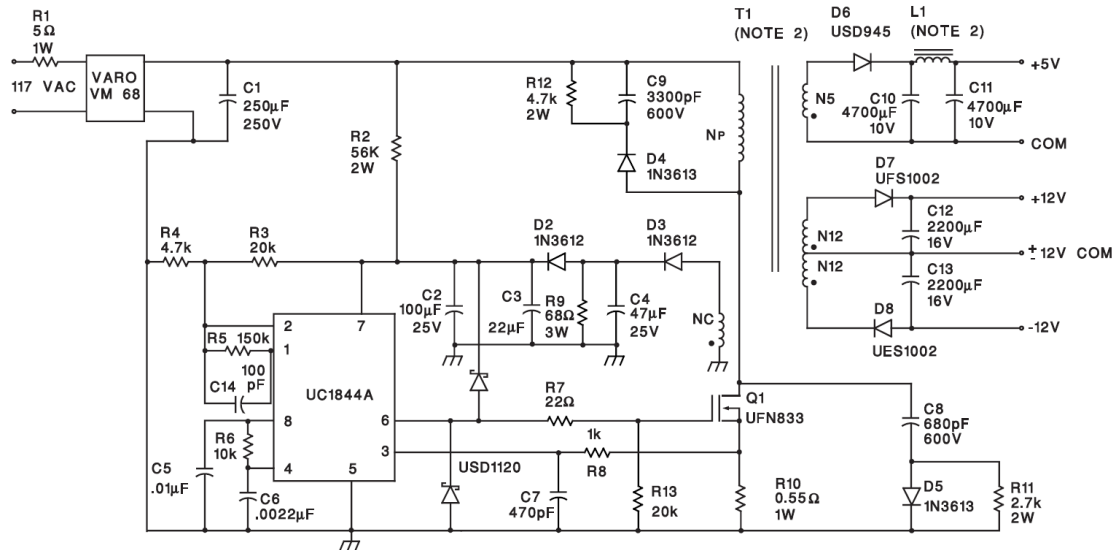 R1
5Ω
1W
117 VAC
VARO
VM 68
C1
250µF
250V
R2
56K
2W
R12
4.7k
2W
C9
3300pF
600V
D4
1N3613
NP
T1
(NOTE 2)
D6
USD945
L1
(NOTE 2)
N5
C10
4700µF
10V
C11
4700µF
10V
+5V
COM
D7
UFS1002
+12V
N12
N12
C12
2200µF
16V
± 12V COM
C13
2200µF
16V
D8
UES1002
-12V
R4
4.7k
R3
20k
D2
1N3612
D3
1N3612
C2
100µF
25V
C3
22µF
R9
68Ω
3W
C4
47µF
25V
NC
2
7
R5 150k
1
100
pF
C14
UC1844A
8
6
R6
10k
3
4
5
C5
.01µF
C6
.0022µF
USD1120
R7
22Ω
1k
R8
C7
470pF
R13
20k
Q1
UFN833
R10
0.55Ω
1W
C8
680pF
600V
D5
1N3613
R11
2.7k
2W